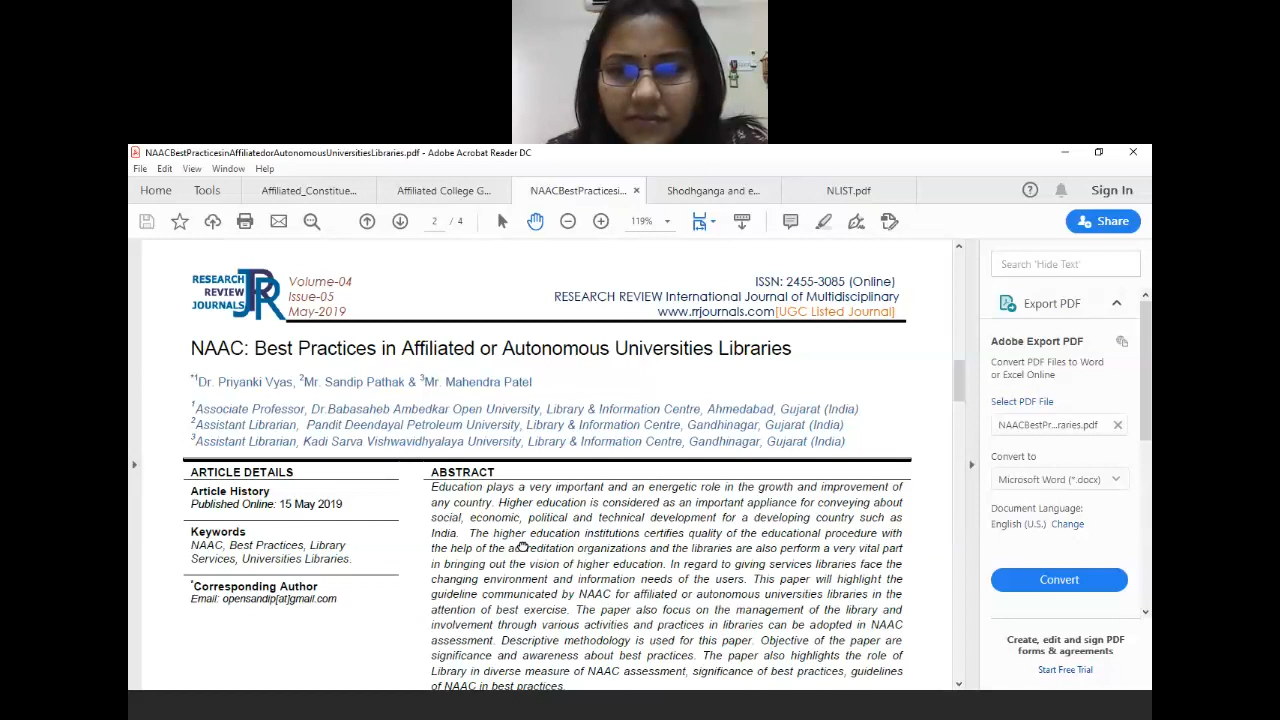 NAACBestPracticesinAffiliatedorAutonomousUniversitiesLibraries.pdf - Adobe Acrobat Reader DC
File Edit View Window Help
Home Tools Affiliated_Constitue... Affiliated College G... NAACBestPracticesi... Shodhganga and e... NLIST.pdf Sign In
2 / 4 119% Share
RESEARCH REVIEW JOURNALS
Volume-04
Issue-05
May-2019
ISSN: 2455-3085 (Online)
RESEARCH REVIEW International Journal of Multidisciplinary
www.rrjournals.com[UGC Listed Journal]
NAAC: Best Practices in Affiliated or Autonomous Universities Libraries
*1Dr. Priyanki Vyas, 2Mr. Sandip Pathak & 3Mr. Mahendra Patel
1Associate Professor, Dr.Babasaheb Ambedkar Open University, Library & Information Centre, Ahmedabad, Gujarat (India)
2Assistant Librarian, Pandit Deendayal Petroleum University, Library & Information Centre, Gandhinagar, Gujarat (India)
3Assistant Librarian, Kadi Sarva Vishwavidhyalaya University, Library & Information Centre, Gandhinagar, Gujarat (India)
ARTICLE DETAILS
Article History
Published Online: 15 May 2019
Keywords
NAAC, Best Practices, Library
Services, Universities Libraries.
*Corresponding Author
Email: opensandip[at]gmail.com
ABSTRACT
Education plays a very important and an energetic role in the growth and improvement of
any country. Higher education is considered as an important appliance for conveying about
social, economic, political and technical development for a developing country such as
India. The higher education institutions certifies quality of the educational procedure with
the help of the accreditation organizations and the libraries are also perform a very vital part
in bringing out the vision of higher education. In regard to giving services libraries face the
changing environment and information needs of the users. This paper will highlight the
guideline communicated by NAAC for affiliated or autonomous universities libraries in the
attention of best exercise. The paper also focus on the management of the library and
involvement through various activities and practices in libraries can be adopted in NAAC
assessment. Descriptive methodology is used for this paper. Objective of the paper are
significance and awareness about best practices. The paper also highlights the role of
Library in diverse measure of NAAC assessment, significance of best practices, guidelines
of NAAC in best practices.
Search 'Hide Text'
Export PDF
Adobe Export PDF
Convert PDF Files to Word
or Excel Online
Select PDF File
NAACBestPr...raries.pdf
Convert to
Microsoft Word (*.docx)
Document Language:
English (U.S.) Change
Convert
Create, edit and sign PDF
forms & agreements
Start Free Trial